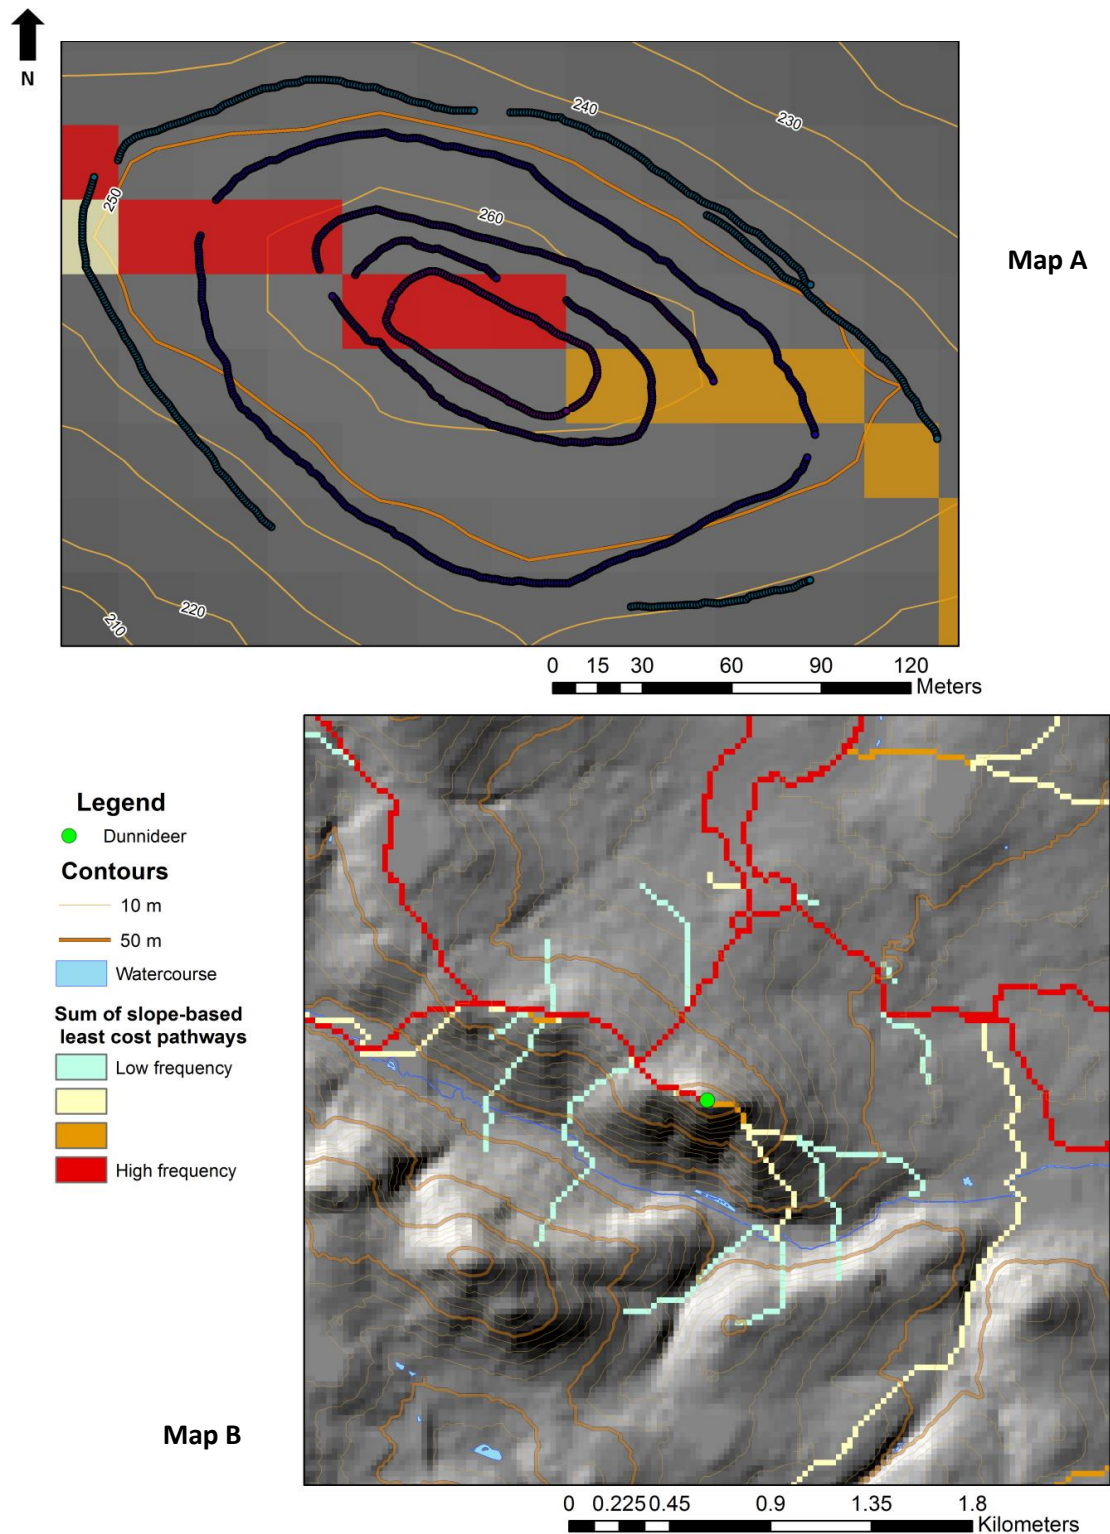 N
240
230
250
260
Map A
220
210
0 15 30 60 90 120
Meters
Legend
Dunnideer
Contours
10 m
50 m
Watercourse
Sum of slope-based
least cost pathways
Low frequency
High frequency
Map B
0 0.225 0.45 0.9 1.35 1.8
Kilometers